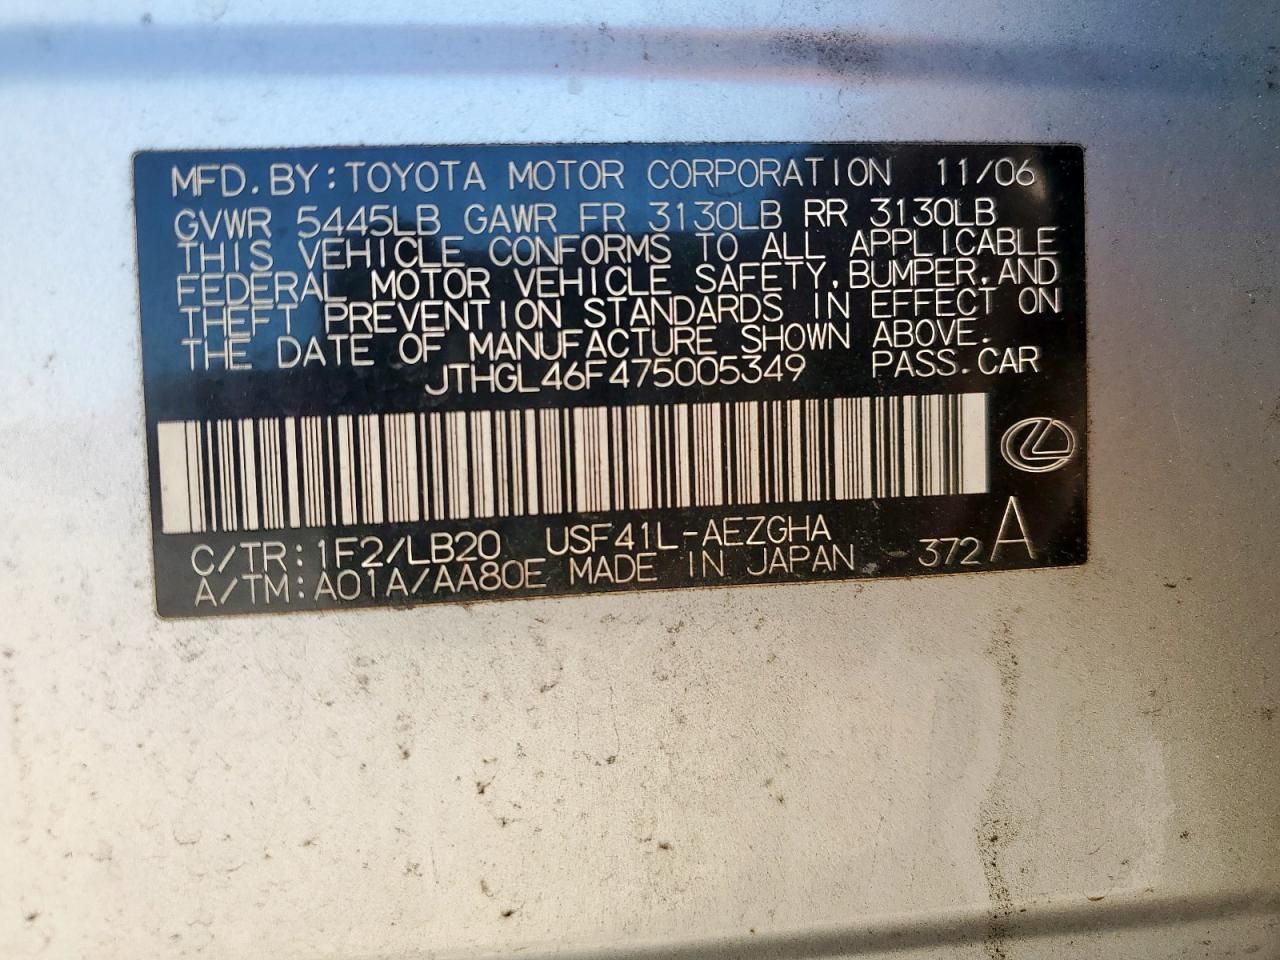 MFD. BY: TOYOTA MOTOR CORPORATION 11/06
GVWR 5445LB GAWR FR 3130LB RR 3130LB
THIS VEHICLE CONFORMS TO ALL APPLICABLE
FEDERAL MOTOR VEHICLE SAFETY, BUMPER, AND
THEFT PREVENTION STANDARDS IN EFFECT ON
THE DATE OF MANUFACTURE SHOWN ABOVE.
JTHGL46F475005349 PASS. CAR
C/TR: 1F2/LB20 USF41L-AEZGHA 372 A
A/TM: A01A/AA80E MADE IN JAPAN